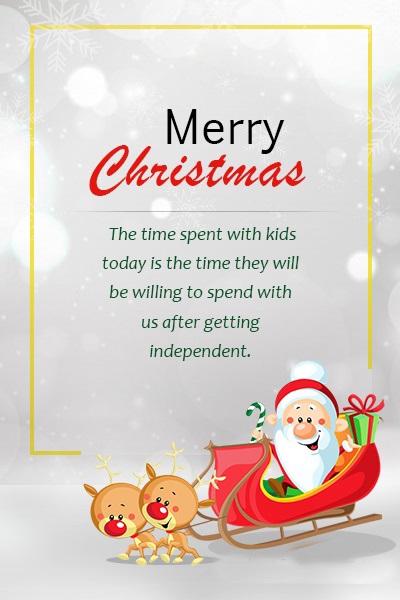 Merry
Christmas
The time spent with kids
today is the time they will
be willing to spend with
us after getting
independent.